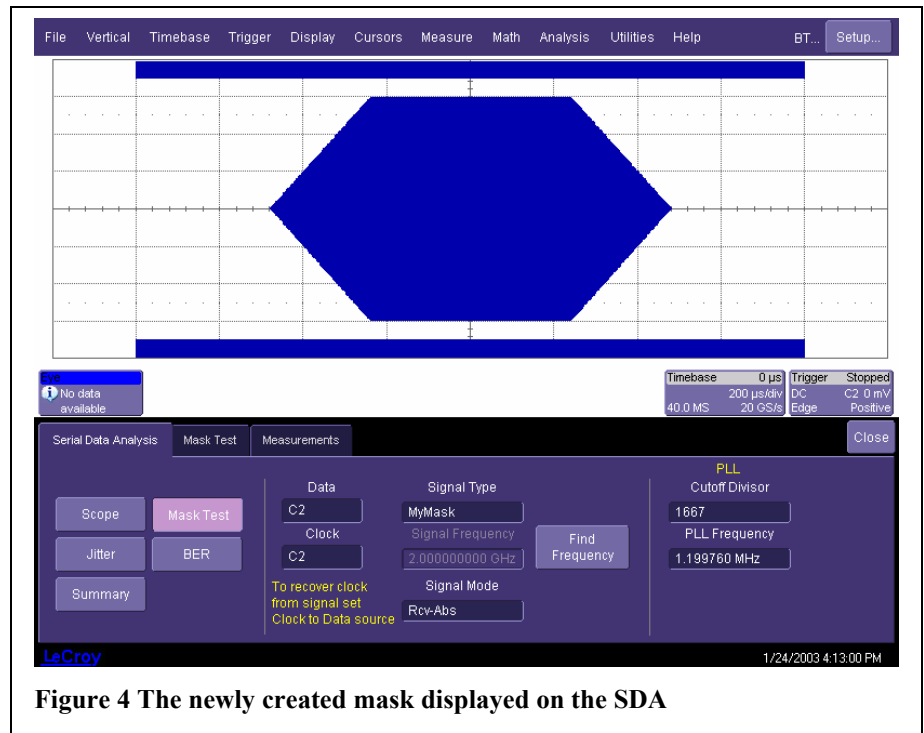 File Vertical Timebase Trigger Display Cursors Measure Math Analysis Utilities Help BT... Setup...
Eye
No data
available
Timebase 0 µs
200 µs/div
40.0 MS 20 GS/s
Trigger Stopped
DC C2 0 mV
Edge Positive
Serial Data Analysis Mask Test Measurements Close
Scope Mask Test
Jitter BER
Summary
Data
C2
Clock
C2
To recover clock
from signal set
Clock to Data source
Signal Type
MyMask
Signal Frequency
2.000000000 GHz
Find
Frequency
Signal Mode
Rcv-Abs
PLL
Cutoff Divisor
1667
PLL Frequency
1.199760 MHz
LeCroy
1/24/2003 4:13:00 PM
Figure 4 The newly created mask displayed on the SDA